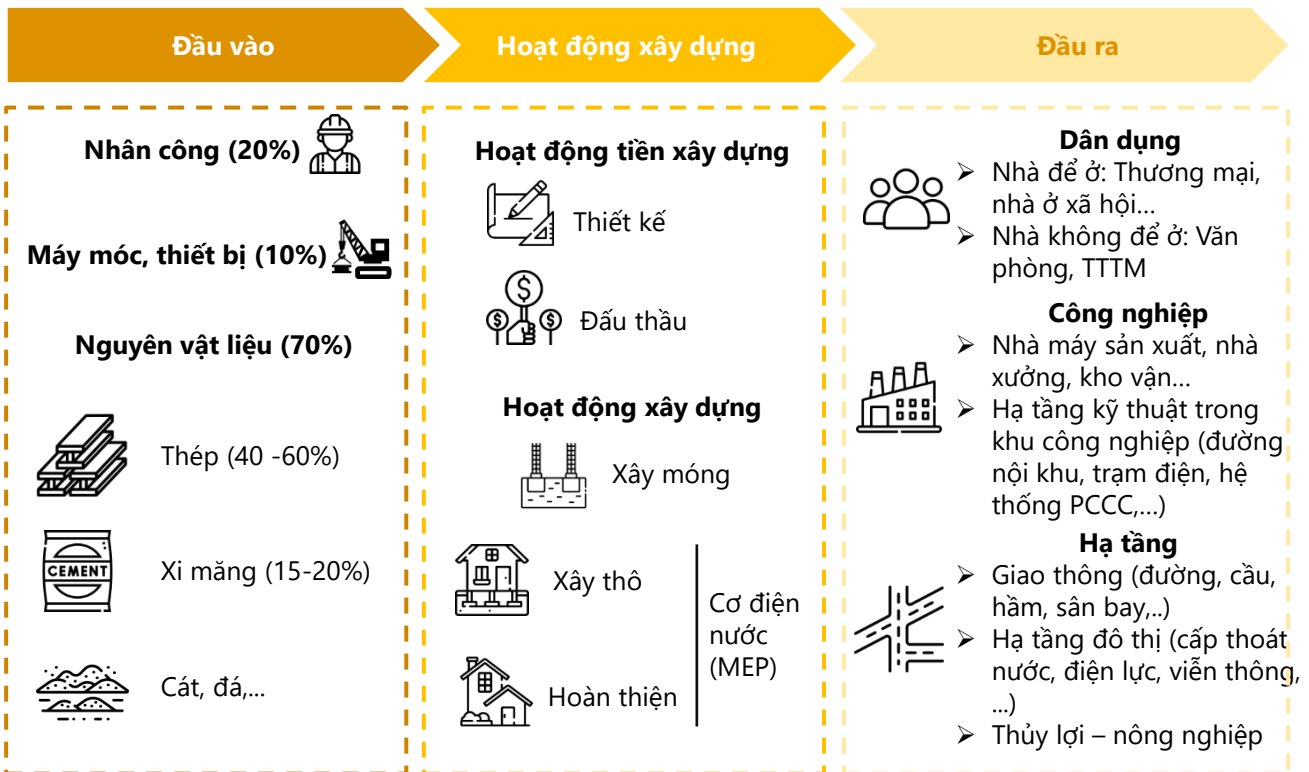 Đầu vào
Hoạt động xây dựng
Đầu ra
Nhân công (20%)
Máy móc, thiết bị (10%)
Nguyên vật liệu (70%)
Thép (40 -60%)
CEMENT
Xi măng (15-20%)
Cát, đá,...
Hoạt động tiền xây dựng
Thiết kế
Đấu thầu
Hoạt động xây dựng
Xây móng
Xây thô
Hoàn thiện
Cơ điện
nước
(MEP)
Dân dụng
➢ Nhà để ở: Thương mại,
nhà ở xã hội...
➢ Nhà không để ở: Văn
phòng, TTTM
Công nghiệp
➢ Nhà máy sản xuất, nhà
xưởng, kho vận...
➢ Hạ tầng kỹ thuật trong
khu công nghiệp (đường
nội khu, trạm điện, hệ
thống PCCC,...)
Hạ tầng
➢ Giao thông (đường, cầu,
hầm, sân bay,..)
➢ Hạ tầng đô thị (cấp thoát
nước, điện lực, viễn thông,
...)
➢ Thủy lợi – nông nghiệp